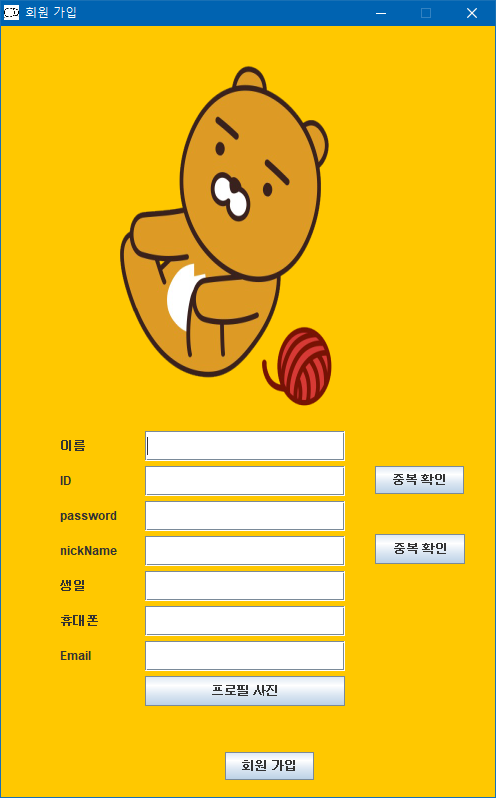 회원 가입
이름
ID
중복 확인
password
nickName
중복 확인
생일
휴대폰
Email
프로필 사진
회원 가입